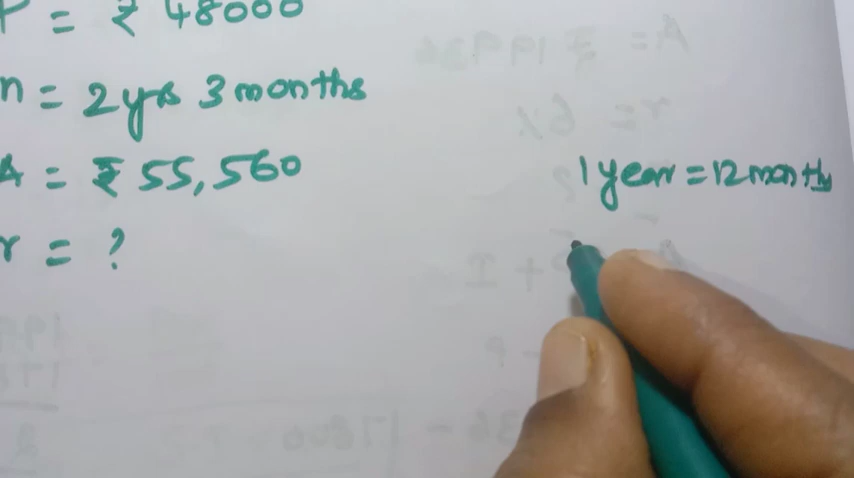 P = ₹ 48000
n = 2 yrs 3 months
A = ₹ 55,560
1 year = 12 months
r = ?